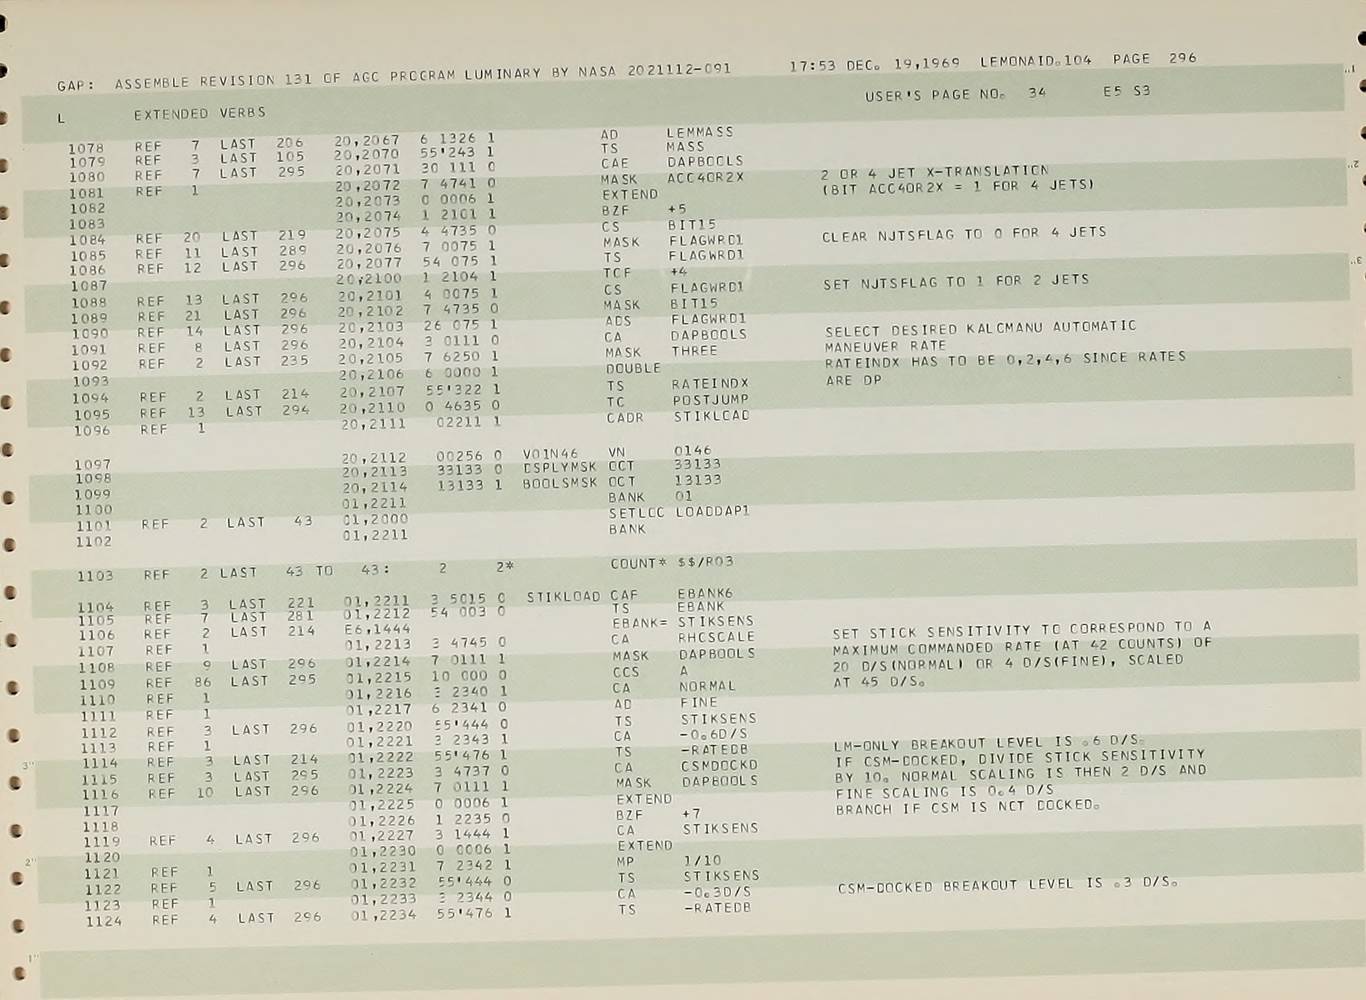 GAP: ASSEMBLE REVISION 131 OF AGC PROGRAM LUMINARY BY NASA 2021112-091 17:53 DEC. 19,1969 LEMONAID.104 PAGE 296
L EXTENDED VERBS USER'S PAGE NO. 34 E5 S3
1078 REF 7 LAST 206 20,2067 6 1326 1 AD LEMMASS
1079 REF 3 LAST 105 20,2070 55'243 1 TS MASS
1080 REF 7 LAST 295 20,2071 30 111 0 CAE DAPBOOLS 2 OR 4 JET X-TRANSLATION
1081 REF 1 20,2072 7 4741 0 MASK ACC4OR2X (BIT ACC4OR2X = 1 FOR 4 JETS)
1082 20,2073 0 0006 1 EXTEND
1083 20,2074 1 2101 1 BZF +5
1084 REF 20 LAST 219 20,2075 4 4735 0 CS BIT15 CLEAR NJTSFLAG TO 0 FOR 4 JETS
1085 REF 11 LAST 289 20,2076 7 0075 1 MASK FLAGWRD1
1086 REF 12 LAST 296 20,2077 54 075 1 TS FLAGWRD1
1087 20,2100 1 2104 1 TCF +4
1088 REF 13 LAST 296 20,2101 4 0075 1 CS FLAGWRD1 SET NJTSFLAG TO 1 FOR 2 JETS
1089 REF 21 LAST 296 20,2102 7 4735 0 MASK BIT15
1090 REF 14 LAST 296 20,2103 26 075 1 ADS FLAGWRD1
1091 REF 8 LAST 296 20,2104 3 0111 0 CA DAPBOOLS SELECT DESIRED KALCMANU AUTOMATIC
1092 REF 2 LAST 235 20,2105 7 6250 1 MASK THREE MANEUVER RATE
1093 20,2106 6 0000 1 DOUBLE RATEINDX HAS TO BE 0,2,4,6 SINCE RATES
1094 REF 2 LAST 214 20,2107 55'322 1 TS RATEINDX ARE DP
1095 REF 13 LAST 294 20,2110 0 4635 0 TC POSTJUMP
1096 REF 1 20,2111 02211 1 CADR STIKLOAD
1097 20,2112 00256 0 V01N46 VN 0146
1098 20,2113 33133 0 DSPLYMSK OCT 33133
1099 20,2114 13133 1 BOOLSMSK OCT 13133
1100 01,2211 BANK 01
1101 REF 2 LAST 43 01,2000 SETLOC LOADDAP1
1102 01,2211 BANK
1103 REF 2 LAST 43 TO 43: 2 2* COUNT* $$/R03
1104 REF 3 LAST 221 01,2211 3 5015 0 STIKLOAD CAF EBANK6
1105 REF 7 LAST 281 01,2212 54 003 0 TS EBANK
1106 REF 2 LAST 214 E6,1444 EBANK= STIKSENS
1107 REF 1 01,2213 3 4745 0 CA RHCSCALE SET STICK SENSITIVITY TO CORRESPOND TO A
1108 REF 9 LAST 296 01,2214 7 0111 1 MASK DAPBOOLS MAXIMUM COMMANDED RATE (AT 42 COUNTS) OF
1109 REF 86 LAST 295 01,2215 10 000 0 CCS A 20 D/S(NORMAL) OR 4 D/S(FINE), SCALED
1110 REF 1 01,2216 3 2340 1 CA NORMAL AT 45 D/S.
1111 REF 1 01,2217 6 2341 0 AD FINE
1112 REF 3 LAST 296 01,2220 55'444 0 TS STIKSENS
1113 REF 1 01,2221 3 2343 1 CA -0.6D/S
1114 REF 3 LAST 214 01,2222 55'476 1 TS -RATEDB LM-ONLY BREAKOUT LEVEL IS .6 D/S.
1115 REF 3 LAST 295 01,2223 3 4737 0 CA CSMDOCKD IF CSM-DOCKED, DIVIDE STICK SENSITIVITY
1116 REF 10 LAST 296 01,2224 7 0111 1 MASK DAPBOOLS BY 10. NORMAL SCALING IS THEN 2 D/S AND
1117 01,2225 0 0006 1 EXTEND FINE SCALING IS 0.4 D/S
1118 01,2226 1 2235 0 BZF +7 BRANCH IF CSM IS NOT DOCKED.
1119 REF 4 LAST 296 01,2227 3 1444 1 CA STIKSENS
1120 01,2230 0 0006 1 EXTEND
1121 REF 1 01,2231 7 2342 1 MP 1/10
1122 REF 5 LAST 296 01,2232 55'444 0 TS STIKSENS
1123 REF 1 01,2233 3 2344 0 CA -0.3D/S CSM-DOCKED BREAKOUT LEVEL IS .3 D/S.
1124 REF 4 LAST 296 01,2234 55'476 1 TS -RATEDB